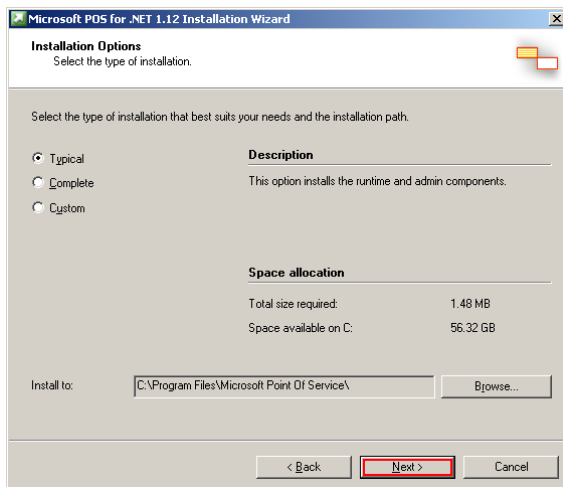 Microsoft POS for .NET 1.12 Installation Wizard
Installation Options
Select the type of installation.
Select the type of installation that best suits your needs and the installation path.
Typical
Complete
Custom
Description
This option installs the runtime and admin components.
Space allocation
Total size required: 1.48 MB
Space available on C: 56.32 GB
Install to: C:\Program Files\Microsoft Point Of Service\ Browse...
< Back Next > Cancel